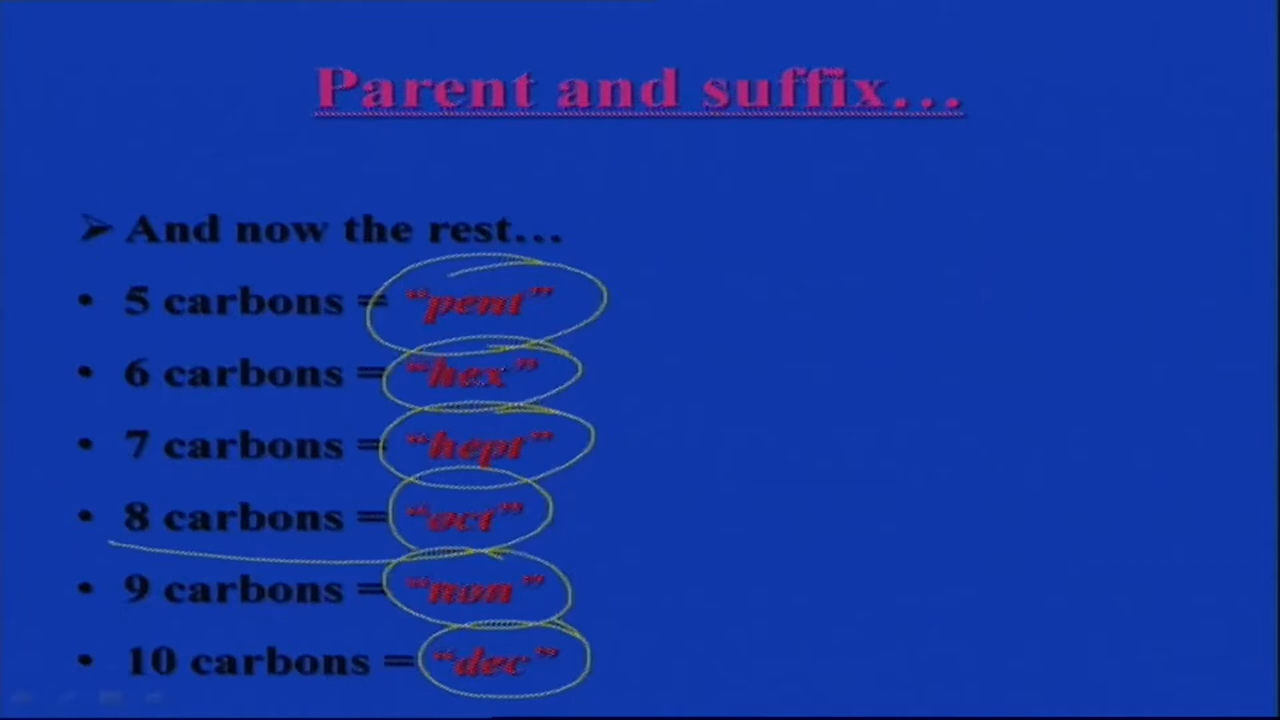 Parent and suffix...
➢ And now the rest...
• 5 carbons = “pent”
• 6 carbons = “hex”
• 7 carbons = “hept”
• 8 carbons = “oct”
• 9 carbons = “non”
• 10 carbons = “dec”